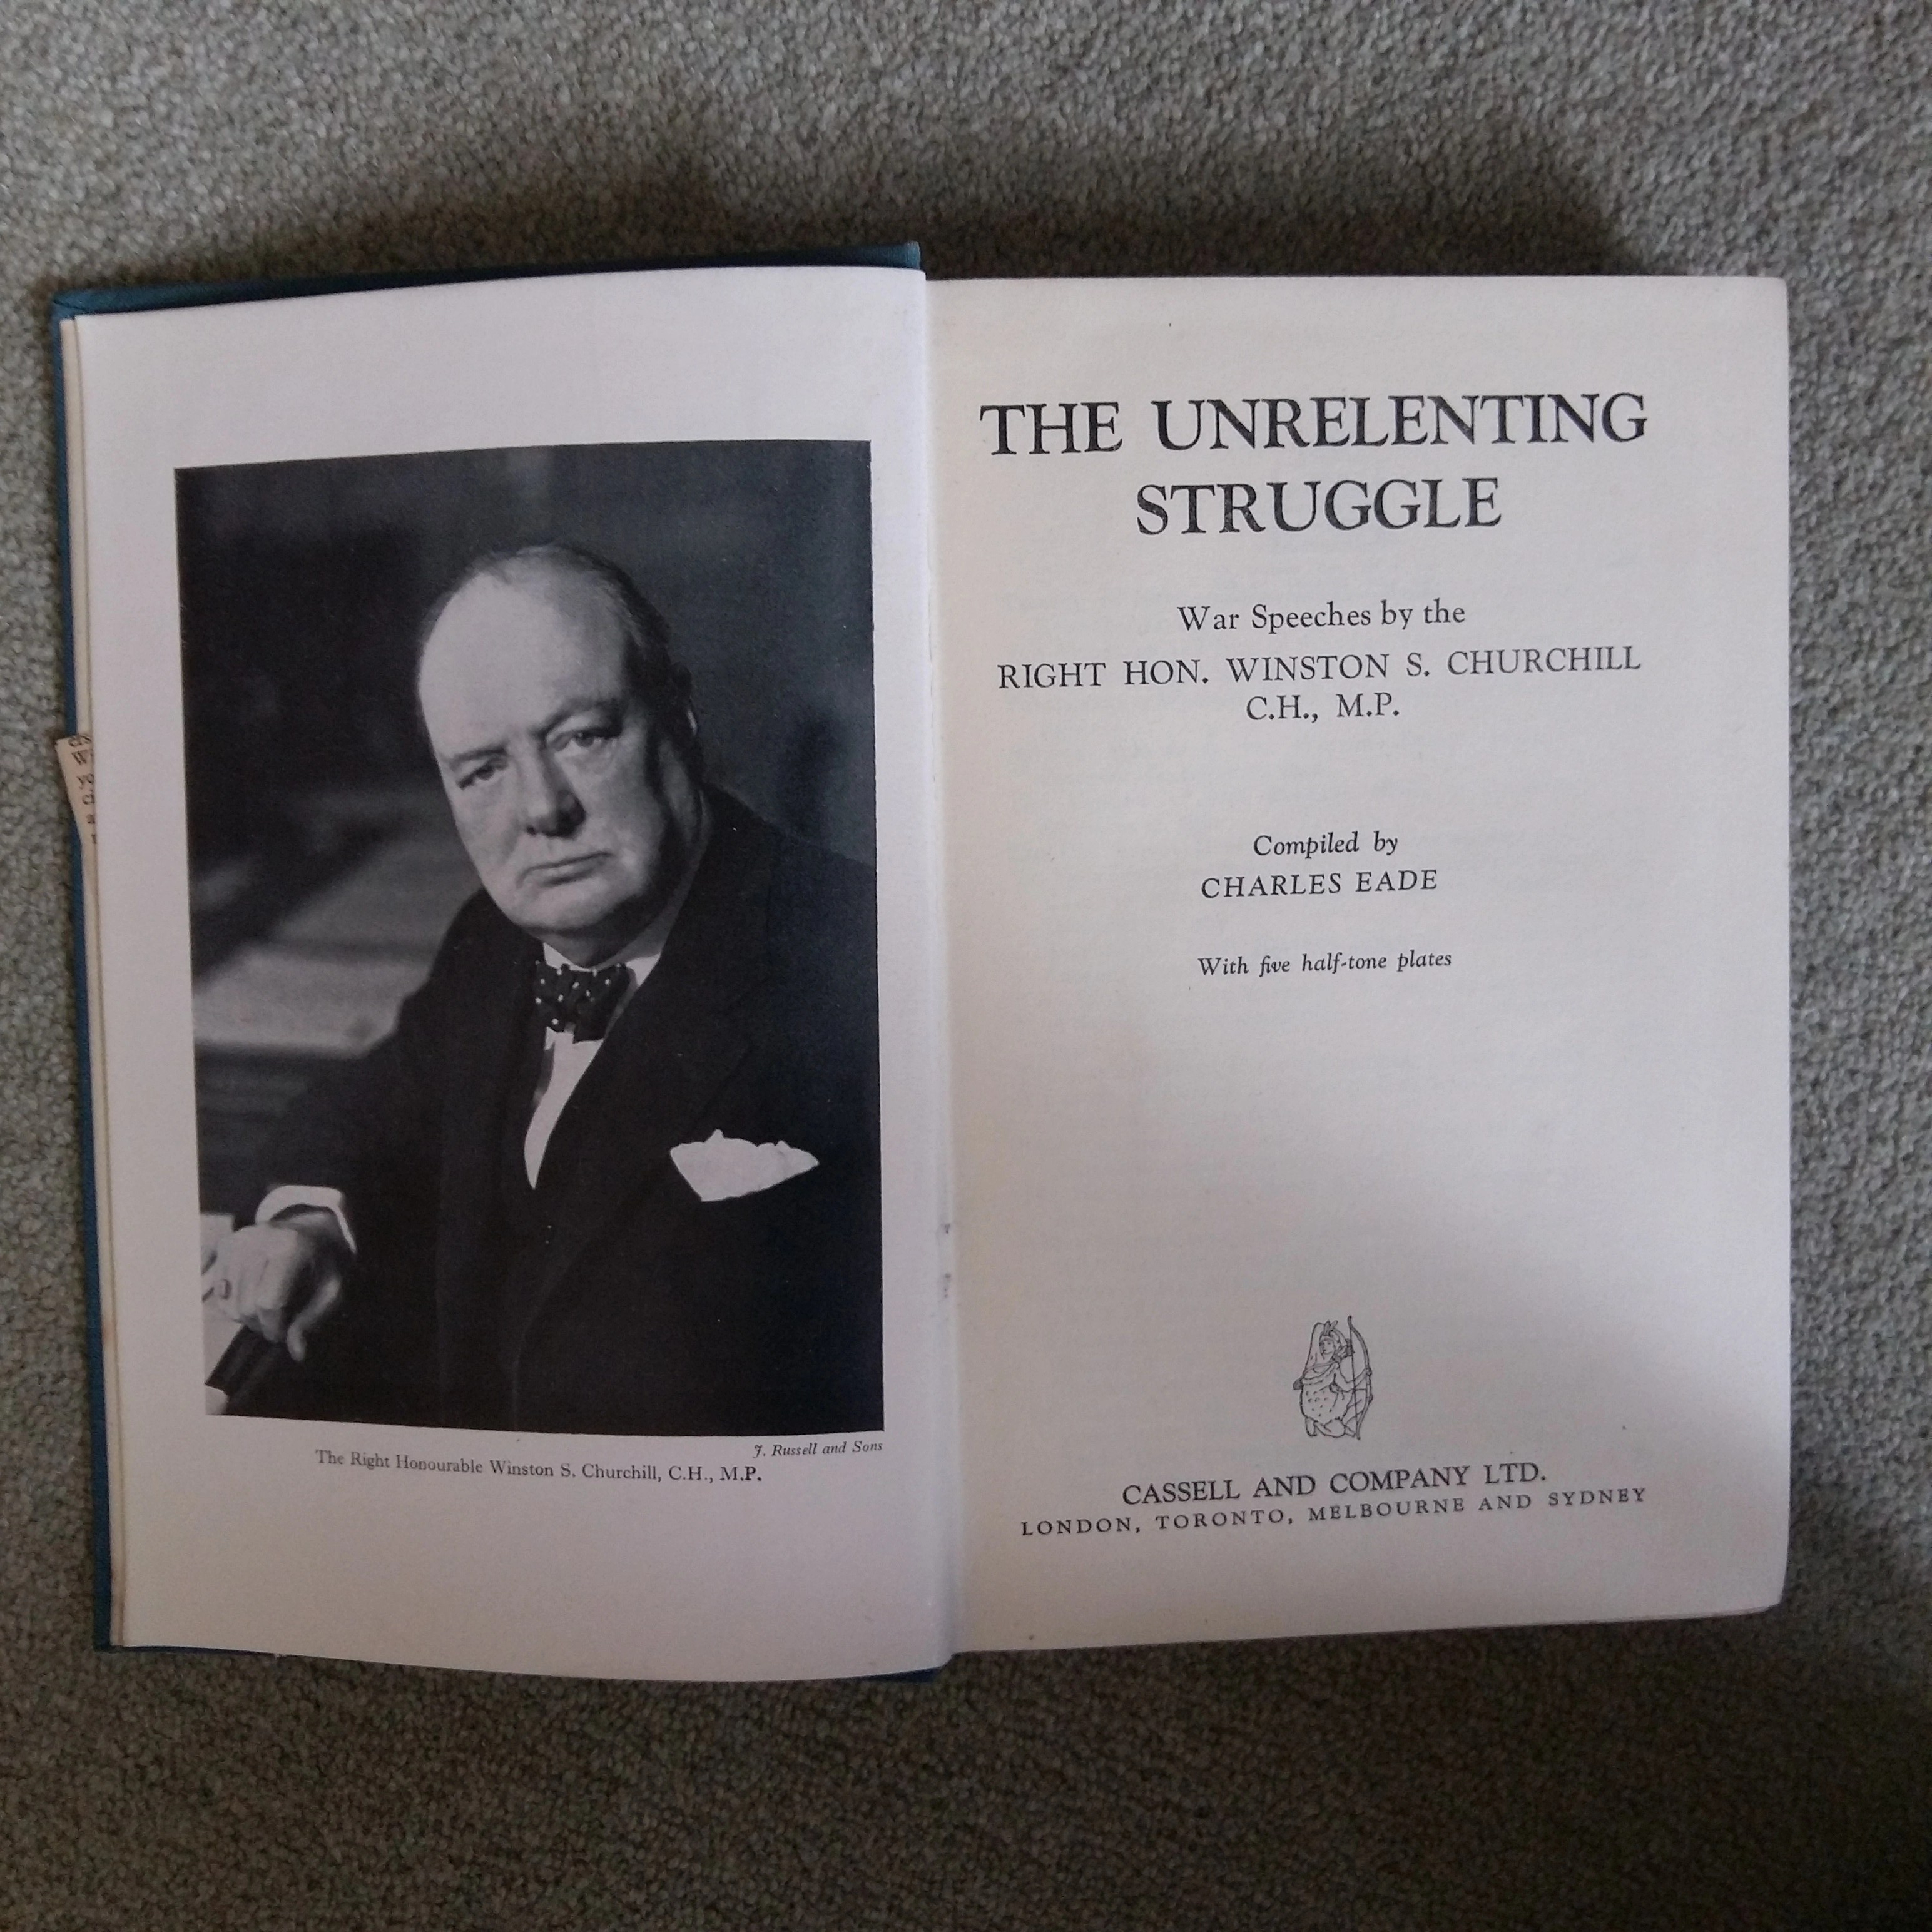 J. Russell and Sons
The Right Honourable Winston S. Churchill, C.H., M.P.
THE UNRELENTING
STRUGGLE
War Speeches by the
RIGHT HON. WINSTON S. CHURCHILL
C.H., M.P.
Compiled by
CHARLES EADE
With five half-tone plates
CASSELL AND COMPANY LTD.
LONDON, TORONTO, MELBOURNE AND SYDNEY